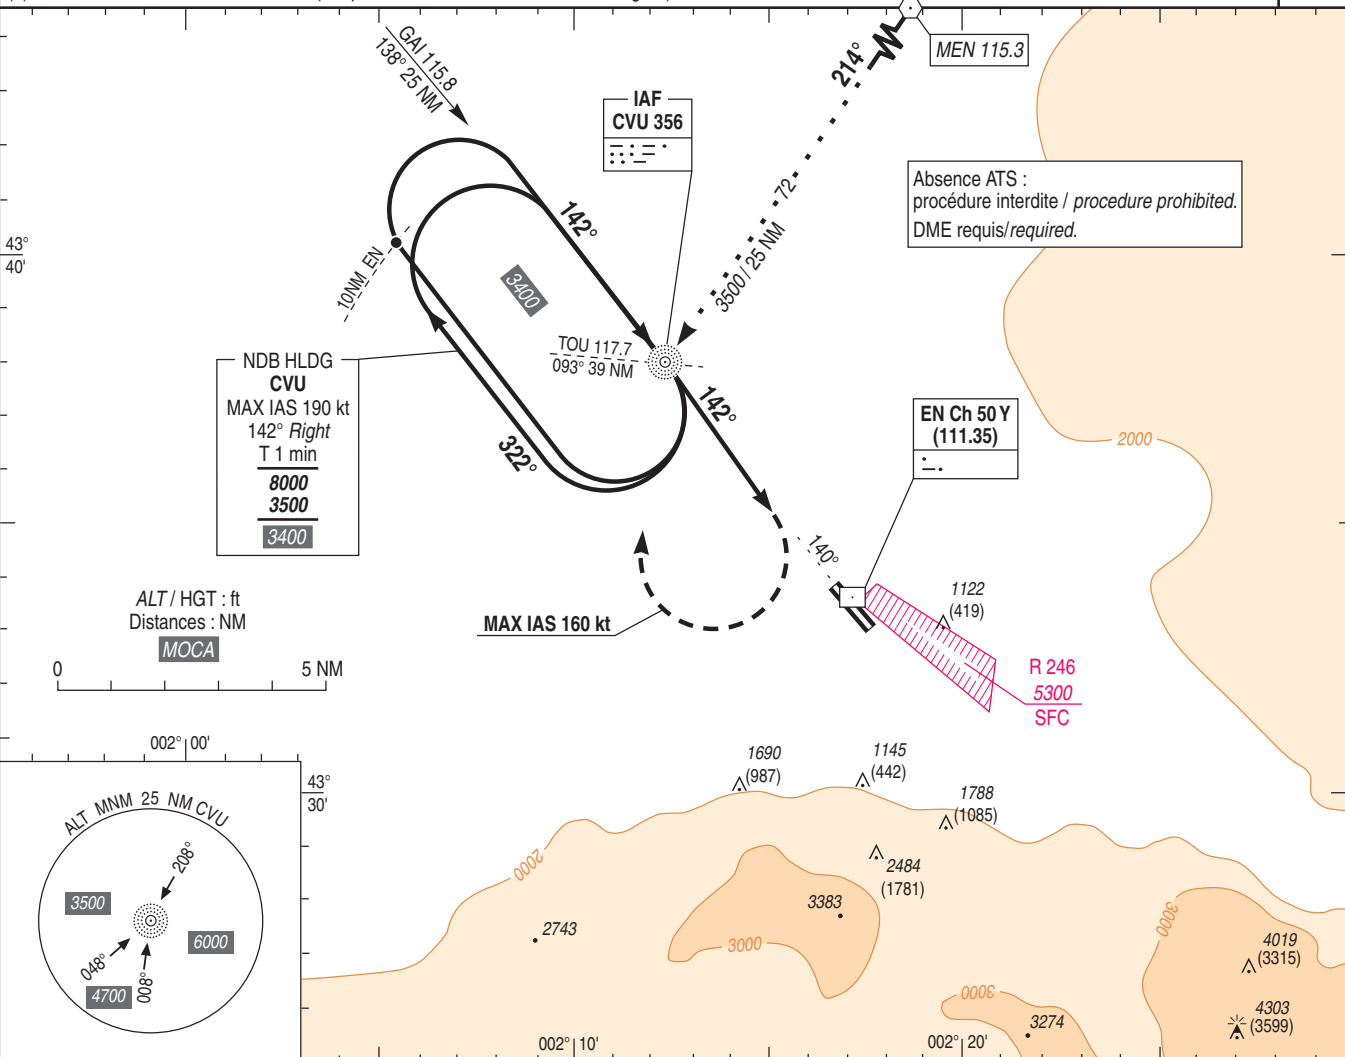 GAI 115.8
138° 25 NM
214°
MEN 115.3
IAF
CVU 356
Absence ATS :
procédure interdite / procedure prohibited.
DME requis/required.
72
3500 / 25 NM
142°
43°
40'
10NM EN
3400
TOU 117.7
093° 39 NM
NDB HLDG
CVU
MAX IAS 190 kt
142° Right
T 1 min
8000
3500
3400
322°
142°
EN Ch 50 Y
(111.35)
2000
140°
MAX IAS 160 kt
1122
(419)
R 246
5300
SFC
ALT / HGT : ft
Distances : NM
MOCA
0 5 NM
002° 00'
43°
30'
ALT MNM 25 NM CVU
208°
3500
6000
048°
4700
008°
1690
(987)
1145
(442)
1788
(1085)
2484
(1781)
2000
3383
2743
3000
3000
4019
(3315)
4303
(3599)
3000
3274
002° 10'
002° 20'